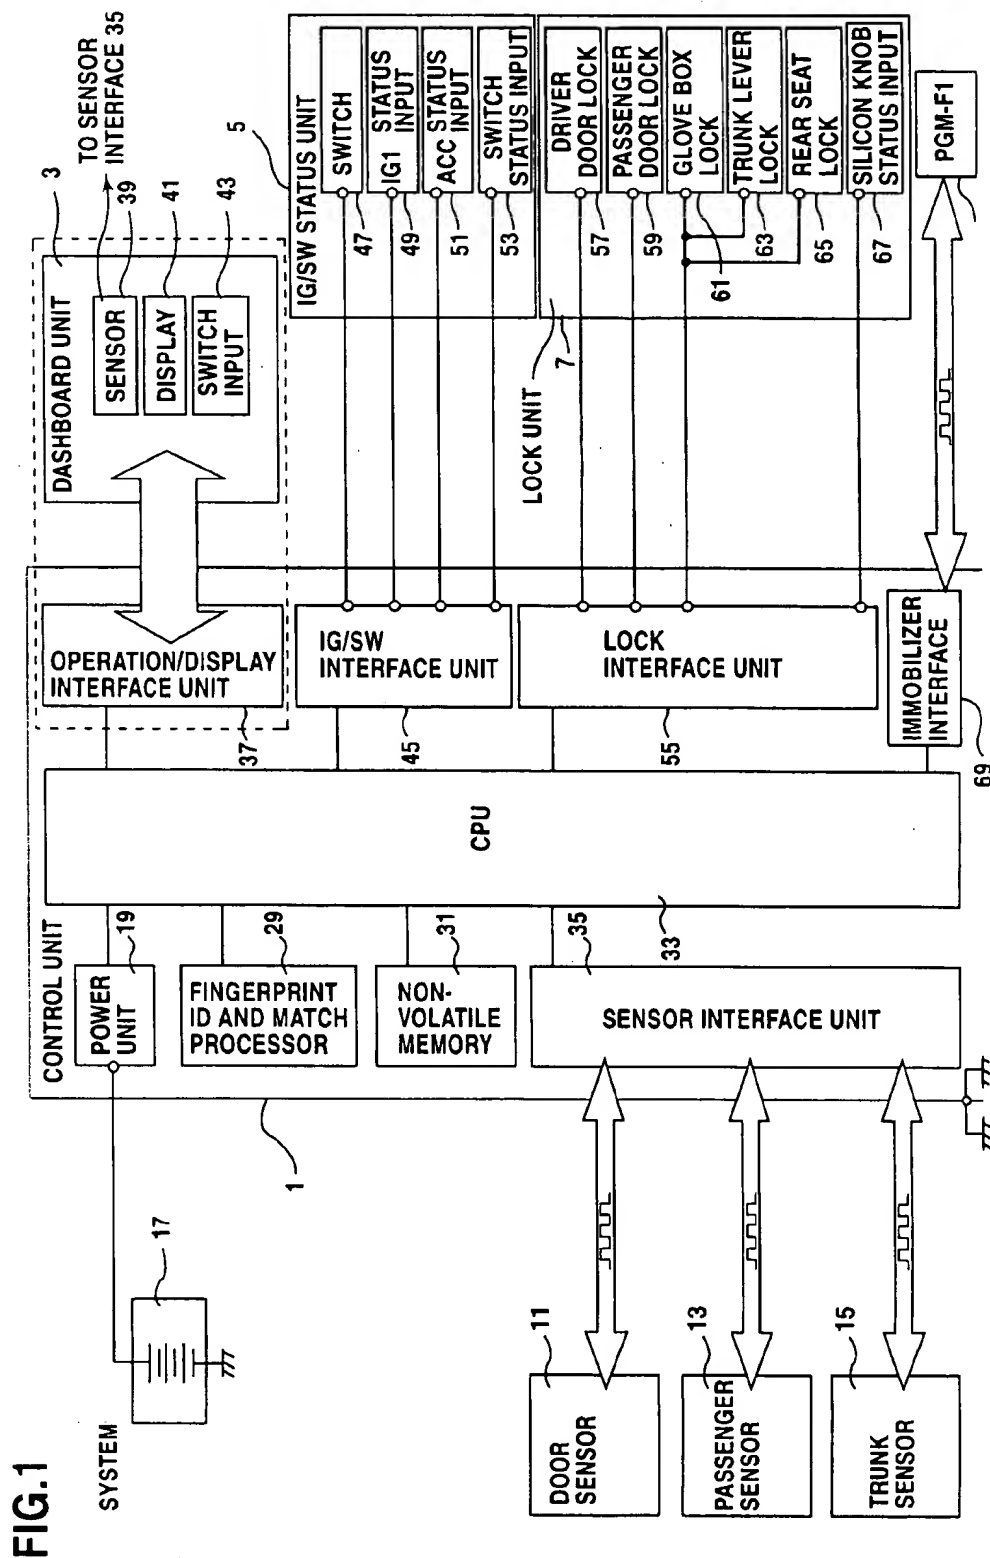 FIG.1
SYSTEM
17
DOOR
SENSOR
11
PASSENGER
SENSOR
13
TRUNK
SENSOR
15
1
CONTROL UNIT
POWER
UNIT
19
FINGERPRINT
ID AND MATCH
PROCESSOR
29
NON-
VOLATILE
MEMORY
31
SENSOR INTERFACE UNIT
35
33
CPU
OPERATION/DISPLAY
INTERFACE UNIT
37
IG/SW
INTERFACE UNIT
45
LOCK
INTERFACE UNIT
55
IMMOBILIZER
INTERFACE
69
DASHBOARD UNIT
3
SENSOR
DISPLAY
SWITCH
INPUT
TO SENSOR
INTERFACE 35
39
41
43
IG/SW STATUS UNIT
5
SWITCH
47
STATUS
IG1 INPUT
49
STATUS
ACC INPUT
51
SWITCH
STATUS INPUT
53
LOCK UNIT
7
DRIVER
DOOR LOCK
57
PASSENGER
DOOR LOCK
59
GLOVE BOX
LOCK
61
TRUNK LEVER
LOCK
63
REAR SEAT
LOCK
65
SILICON KNOB
STATUS INPUT
67
PGM-F1